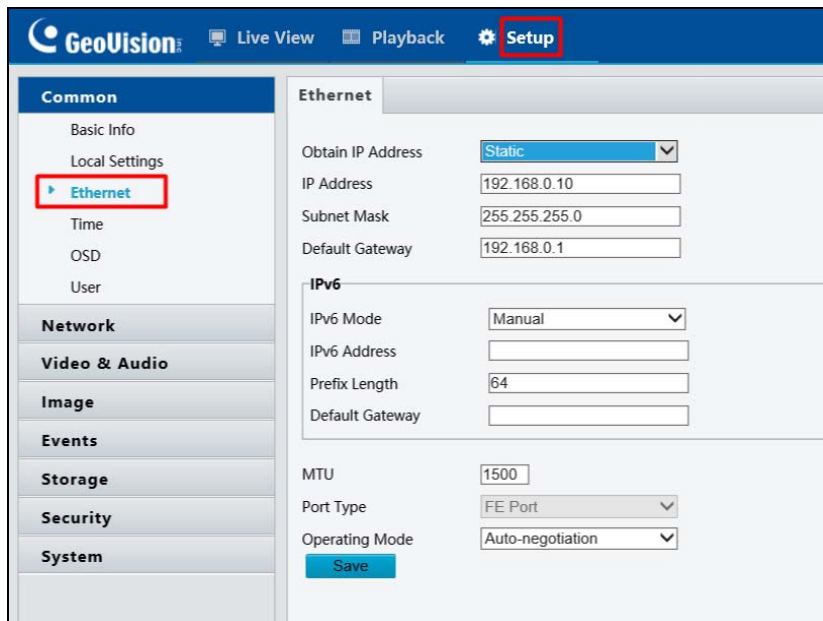 GeoVision Live View Playback Setup
Common
Basic Info
Local Settings
Ethernet
Time
OSD
User
Network
Video & Audio
Image
Events
Storage
Security
System
Ethernet
Obtain IP Address Static
IP Address 192.168.0.10
Subnet Mask 255.255.255.0
Default Gateway 192.168.0.1
IPv6
IPv6 Mode Manual
IPv6 Address
Prefix Length 64
Default Gateway
MTU 1500
Port Type FE Port
Operating Mode Auto-negotiation
Save